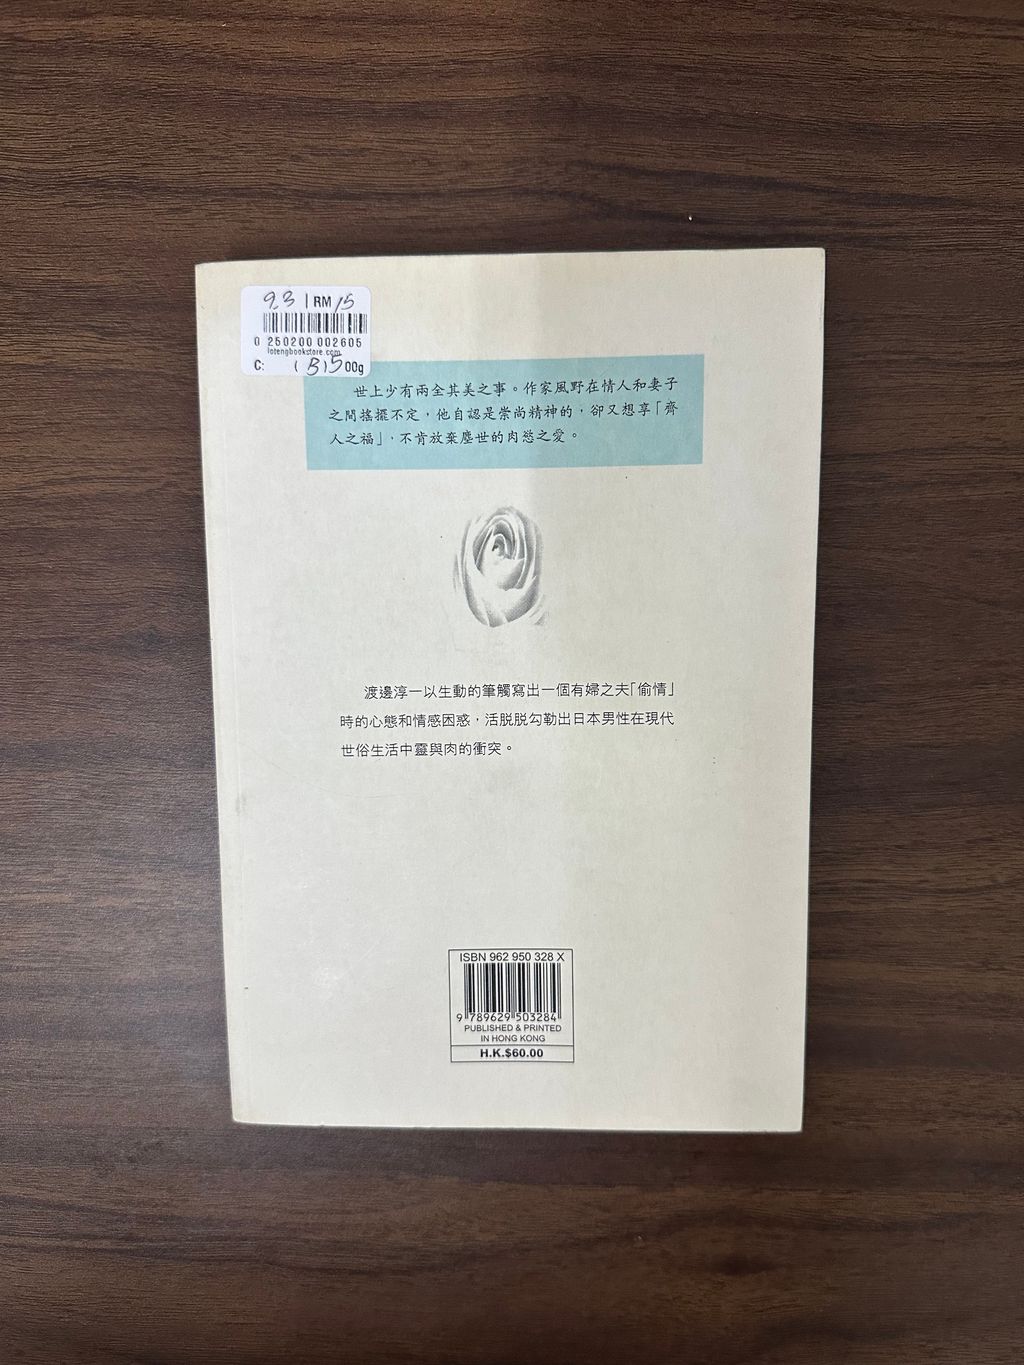 93 | RM 15
0 250200 002605
lotengbookstore.com
C: ( B)500g
世上少有兩全其美之事。作家風野在情人和妻子
之間搖擺不定，他自認是崇尚精神的，卻又想享「齊
人之福」，不肯放棄塵世的肉慾之愛。
渡邊淳一以生動的筆觸寫出一個有婦之夫「偷情」
時的心態和情感困惑，活脱脱勾勒出日本男性在現代
世俗生活中靈與肉的衝突。
ISBN 962 950 328 X
9 789629 503284
PUBLISHED & PRINTED
IN HONG KONG
H.K.$60.00